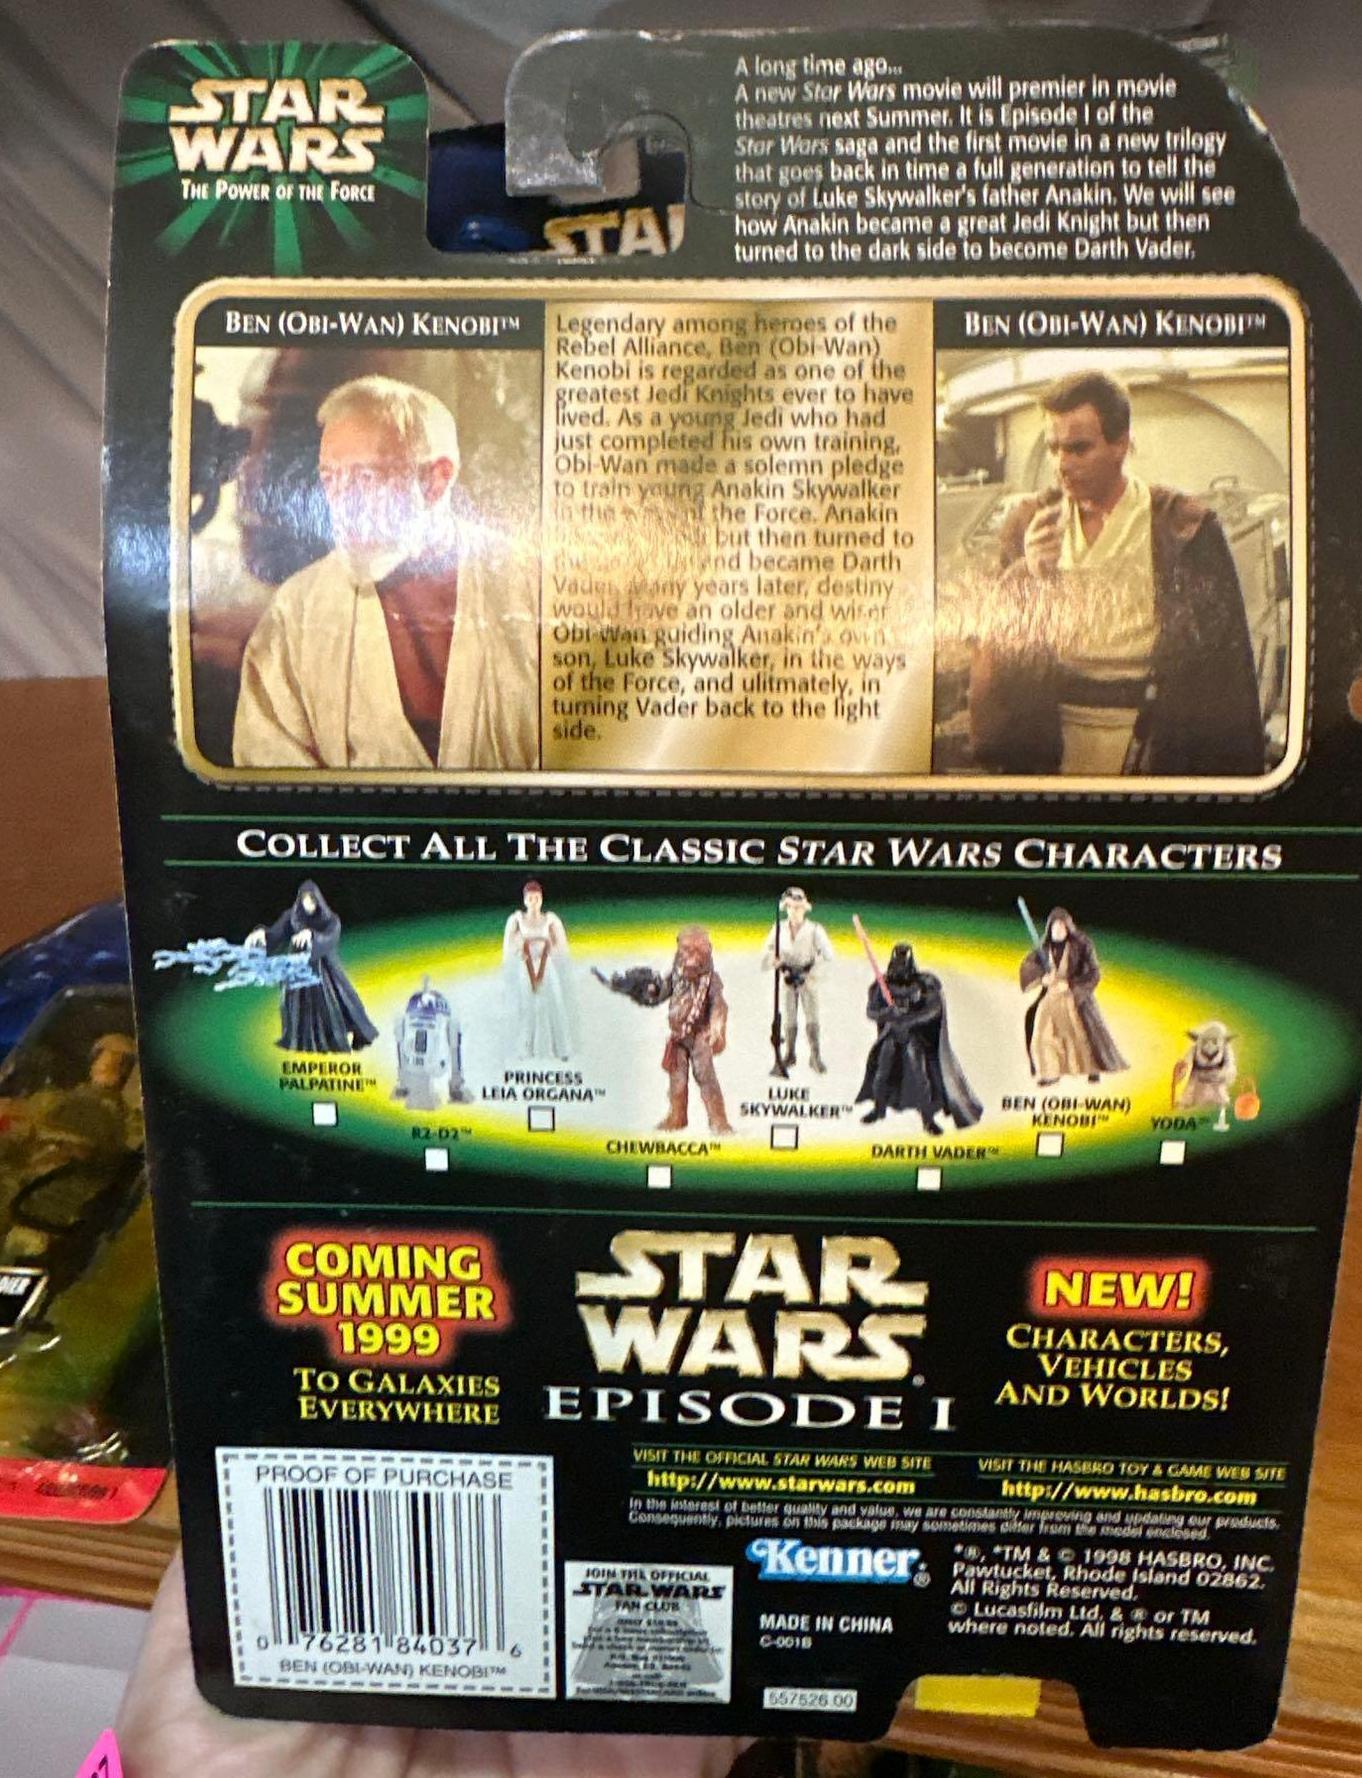 STAR
WARS
THE POWER OF THE FORCE
STAR
A long time ago...
A new Star Wars movie will premier in movie
theatres next Summer. It is Episode I of the
Star Wars saga and the first movie in a new trilogy
that goes back in time a full generation to tell the
story of Luke Skywalker's father Anakin. We will see
how Anakin became a great Jedi Knight but then
turned to the dark side to become Darth Vader.
BEN (OBI-WAN) KENOBI™
Legendary among heroes of the
Rebel Alliance, Ben (Obi-Wan)
Kenobi is regarded as one of the
greatest Jedi Knights ever to have
lived. As a young Jedi who had
just completed his own training,
Obi-Wan made a solemn pledge
to train young Anakin Skywalker
in the of the Force. Anakin
but then turned to
and became Darth
Vader. Many years later, destiny
would have an older and wiser
Obi-Wan guiding Anakin's own
son, Luke Skywalker, in the ways
of the Force, and ulitmately, in
turning Vader back to the light
side.
BEN (OBI-WAN) KENOBI™
COLLECT ALL THE CLASSIC STAR WARS CHARACTERS
EMPEROR
PALPATINE™
R2-D2™
PRINCESS
LEIA ORGANA™
CHEWBACCA™
LUKE
SKYWALKER™
DARTH VADER™
BEN (OBI-WAN)
KENOBI™
YODA™
COMING
SUMMER
1999
TO GALAXIES
EVERYWHERE
STAR
WARS®
EPISODE I
NEW!
CHARACTERS,
VEHICLES
AND WORLDS!
PROOF OF PURCHASE
0 76281 84037 6
BEN (OBI-WAN) KENOBI™
VISIT THE OFFICIAL STAR WARS WEB SITE
http://www.starwars.com
VISIT THE HASBRO TOY & GAME WEB SITE
http://www.hasbro.com
In the interest of better quality and value, we are constantly improving and updating our products.
Consequently, pictures on this package may sometimes differ from the model enclosed.
JOIN THE OFFICIAL
STAR WARS
FAN CLUB
Kenner®
MADE IN CHINA
C-001B
557526.00
*®, *TM & © 1998 HASBRO, INC.
Pawtucket, Rhode Island 02862.
All Rights Reserved.
© Lucasfilm Ltd. & ® or TM
where noted. All rights reserved.